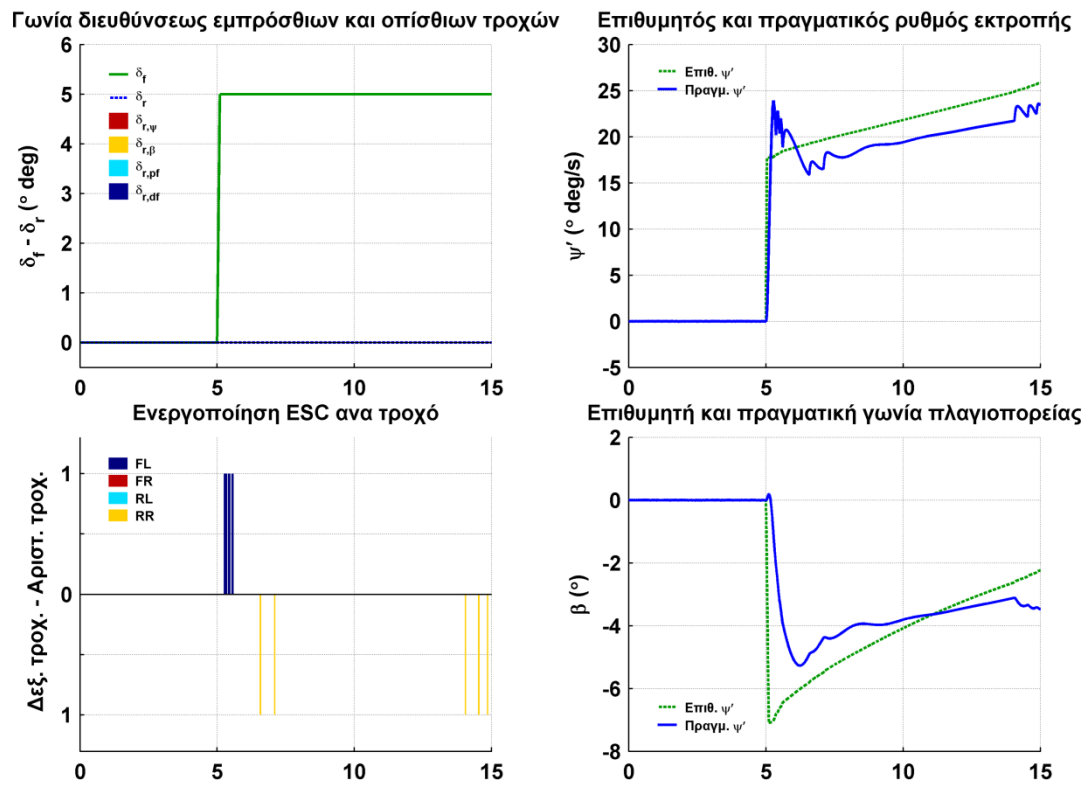 Γωνία διευθύνσεως εμπρόσθιων και οπίσθιων τροχών
6
5
4
3
2
1
0
δf
δr
δr,ψ
δr,β
δr,pf
δr,df
δf - δr (° deg)
0 5 10 15
Επιθυμητός και πραγματικός ρυθμός εκτροπής
30
25
20
15
10
5
0
-5
Επιθ. ψ′
Πραγμ. ψ′
ψ′ (° deg/s)
0 5 10 15
Ενεργοποίηση ESC ανα τροχό
1
0
1
FL
FR
RL
RR
Δεξ. τροχ. - Αριστ. τροχ.
0 5 10 15
Επιθυμητή και πραγματική γωνία πλαγιοπορείας
2
0
-2
-4
-6
-8
β (°)
Επιθ. ψ′
Πραγμ. ψ′
0 5 10 15